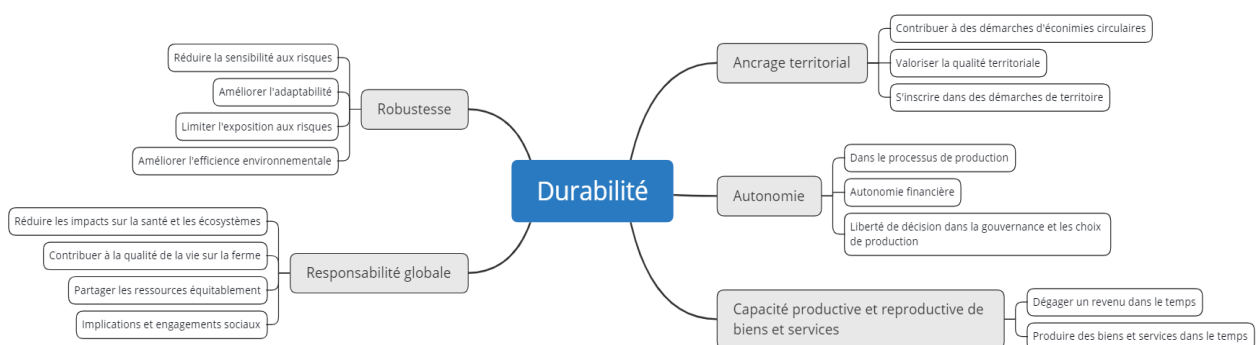 Durabilité
Robustesse
Réduire la sensibilité aux risques
Améliorer l'adaptabilité
Limiter l'exposition aux risques
Améliorer l'efficience environnementale
Responsabilité globale
Réduire les impacts sur la santé et les écosystèmes
Contribuer à la qualité de la vie sur la ferme
Partager les ressources équitablement
Implications et engagements sociaux
Ancrage territorial
Contribuer à des démarches d'éconimies circulaires
Valoriser la qualité territoriale
S'inscrire dans des démarches de territoire
Autonomie
Dans le processus de production
Autonomie financière
Liberté de décision dans la gouvernance et les choix
de production
Capacité productive et reproductive de
biens et services
Dégager un revenu dans le temps
Produire des biens et services dans le temps